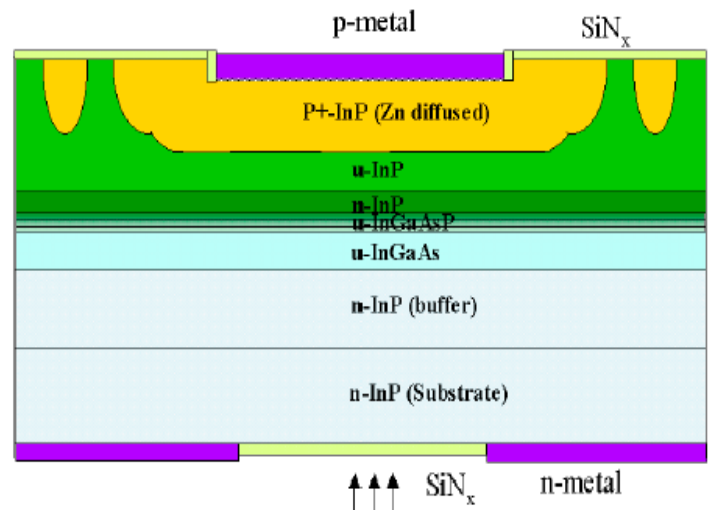 p-metal
SiNx
P+-InP (Zn diffused)
u-InP
n-InP
u-InGaAsP
u-InGaAs
n-InP (buffer)
n-InP (Substrate)
SiNx
n-metal